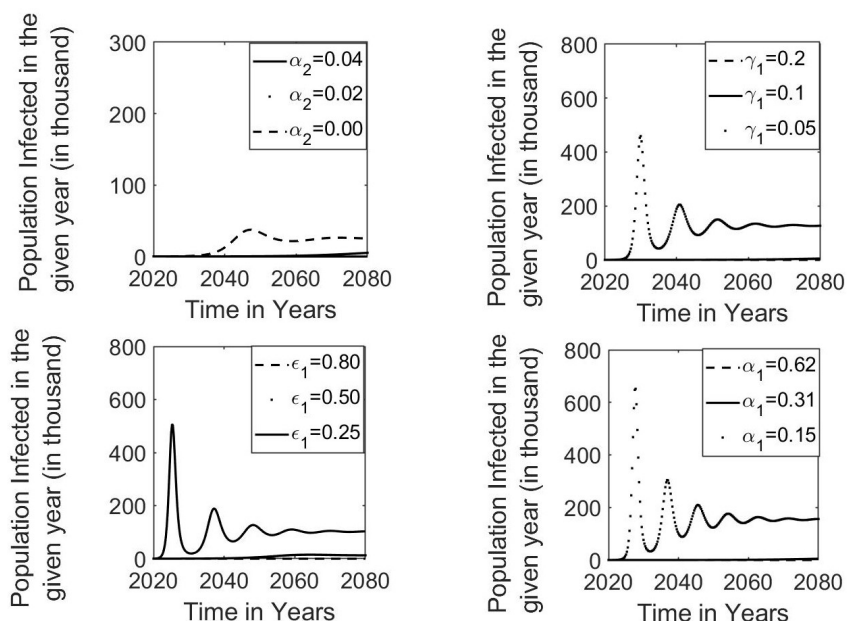 Population Infected in the
given year (in thousand)
300
200
100
0
2020
2040
2060
2080
Time in Years
α2=0.04
α2=0.02
α2=0.00
Population Infected in the
given year (in thousand)
800
600
400
200
0
2020
2040
2060
2080
Time in Years
γ1=0.2
γ1=0.1
γ1=0.05
Population Infected in the
given year (in thousand)
800
600
400
200
0
2020
2040
2060
2080
Time in Years
ϵ1=0.80
ϵ1=0.50
ϵ1=0.25
Population Infected in the
given year (in thousand)
800
600
400
200
0
2020
2040
2060
2080
Time in Years
α1=0.62
α1=0.31
α1=0.15